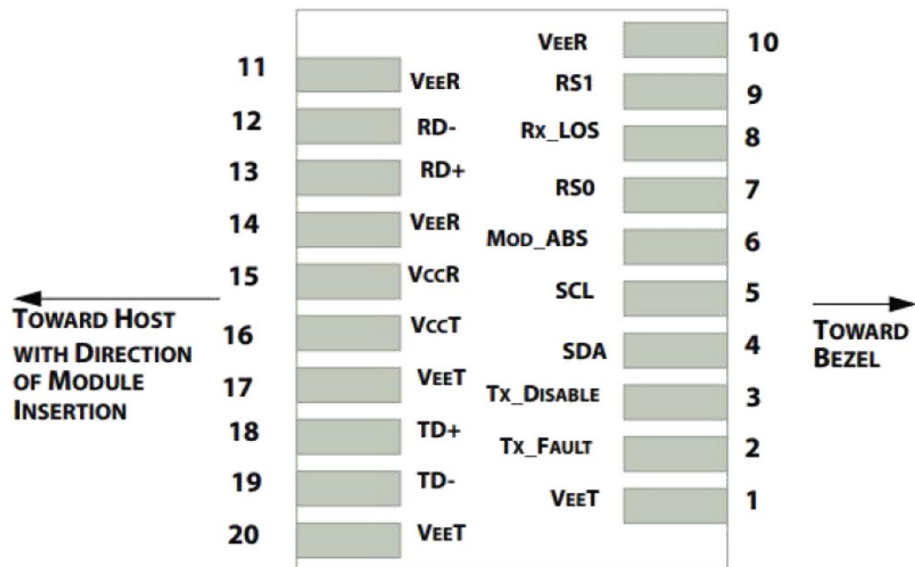 11 VEER
12 RD-
13 RD+
14 VEER
15 VCCR
16 VCCT
17 VEET
18 TD+
19 TD-
20 VEET
TOWARD HOST
WITH DIRECTION
OF MODULE
INSERTION
VEER 10
RS1 9
RX_LOS 8
RS0 7
MOD_ABS 6
SCL 5
SDA 4
TX_DISABLE 3
TX_FAULT 2
VEET 1
TOWARD
BEZEL